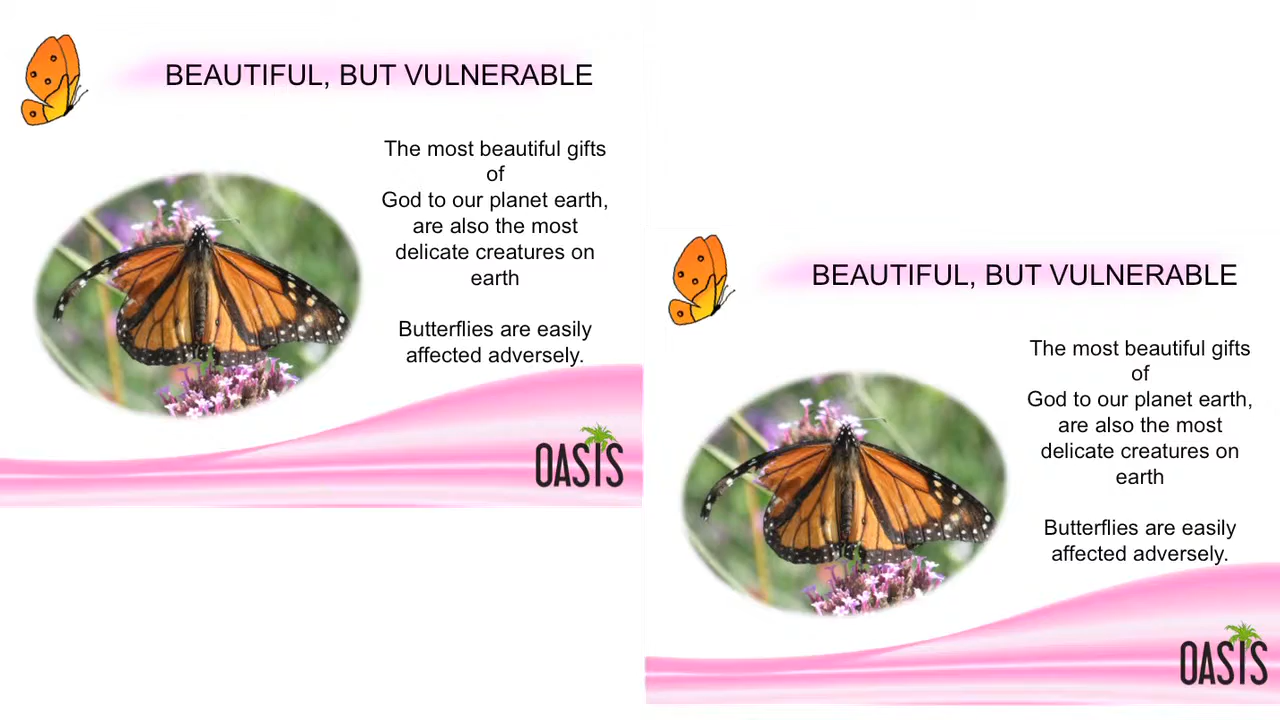 BEAUTIFUL, BUT VULNERABLE
The most beautiful gifts
of
God to our planet earth,
are also the most
delicate creatures on
earth
Butterflies are easily
affected adversely.
OASIS
BEAUTIFUL, BUT VULNERABLE
The most beautiful gifts
of
God to our planet earth,
are also the most
delicate creatures on
earth
Butterflies are easily
affected adversely.
OASIS